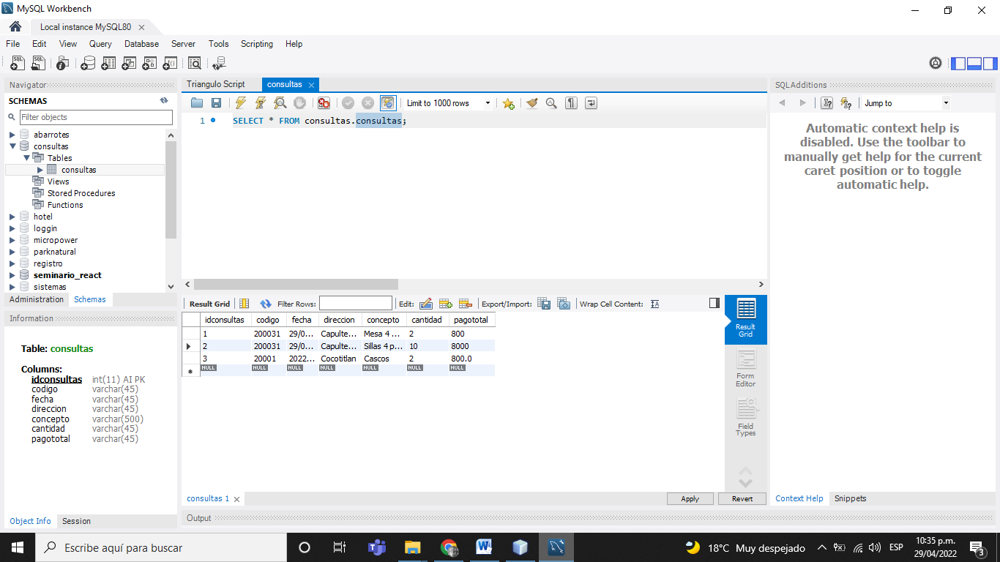 MySQL Workbench
Local instance MySQL80
File Edit View Query Database Server Tools Scripting Help
Navigator
SCHEMAS
Filter objects
abarrotes
consultas
Tables
consultas
Views
Stored Procedures
Functions
hotel
loggin
micropower
parknatural
registro
seminario_react
sistemas
Administration Schemas
Information
Table: consultas
Columns:
idconsultas int(11) AI PK
codigo varchar(45)
fecha varchar(45)
direccion varchar(45)
concepto varchar(500)
cantidad varchar(45)
pagototal varchar(45)
Object Info Session
Triangulo Script consultas
Limit to 1000 rows
1 SELECT * FROM consultas.consultas;
Result Grid Filter Rows: Edit: Export/Import: Wrap Cell Content:
idconsultas codigo fecha direccion concepto cantidad pagototal
1 200031 29/0... Capulte... Mesa 4 ... 2 800
2 200031 29/0... Capulte... Sillas 4 p... 10 8000
3 20001 2022... Cocotitlan Cascos 2 800.0
NULL NULL NULL NULL NULL NULL NULL
Result
Grid
Form
Editor
Field
Types
consultas 1
Apply Revert
Output
SQLAdditions
Jump to
Automatic context help is
disabled. Use the toolbar to
manually get help for the current
caret position or to toggle
automatic help.
Context Help Snippets
Escribe aquí para buscar
18°C Muy despejado
ESP
10:35 p.m.
29/04/2022
3